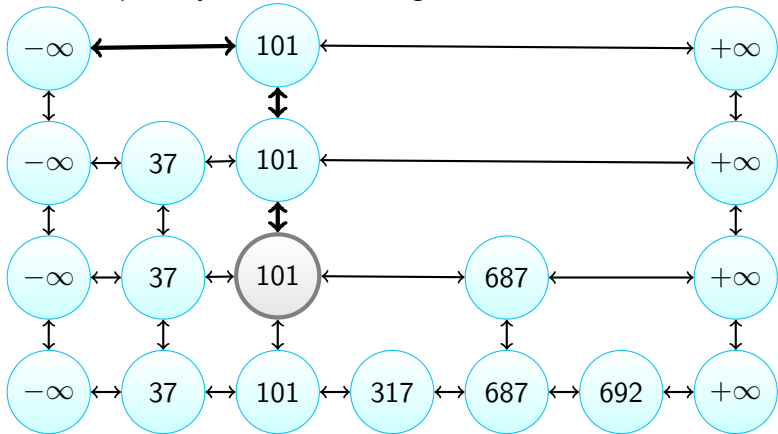 −∞ 101 +∞
−∞ 37 101 +∞
−∞ 37 101 687 +∞
−∞ 37 101 317 687 692 +∞